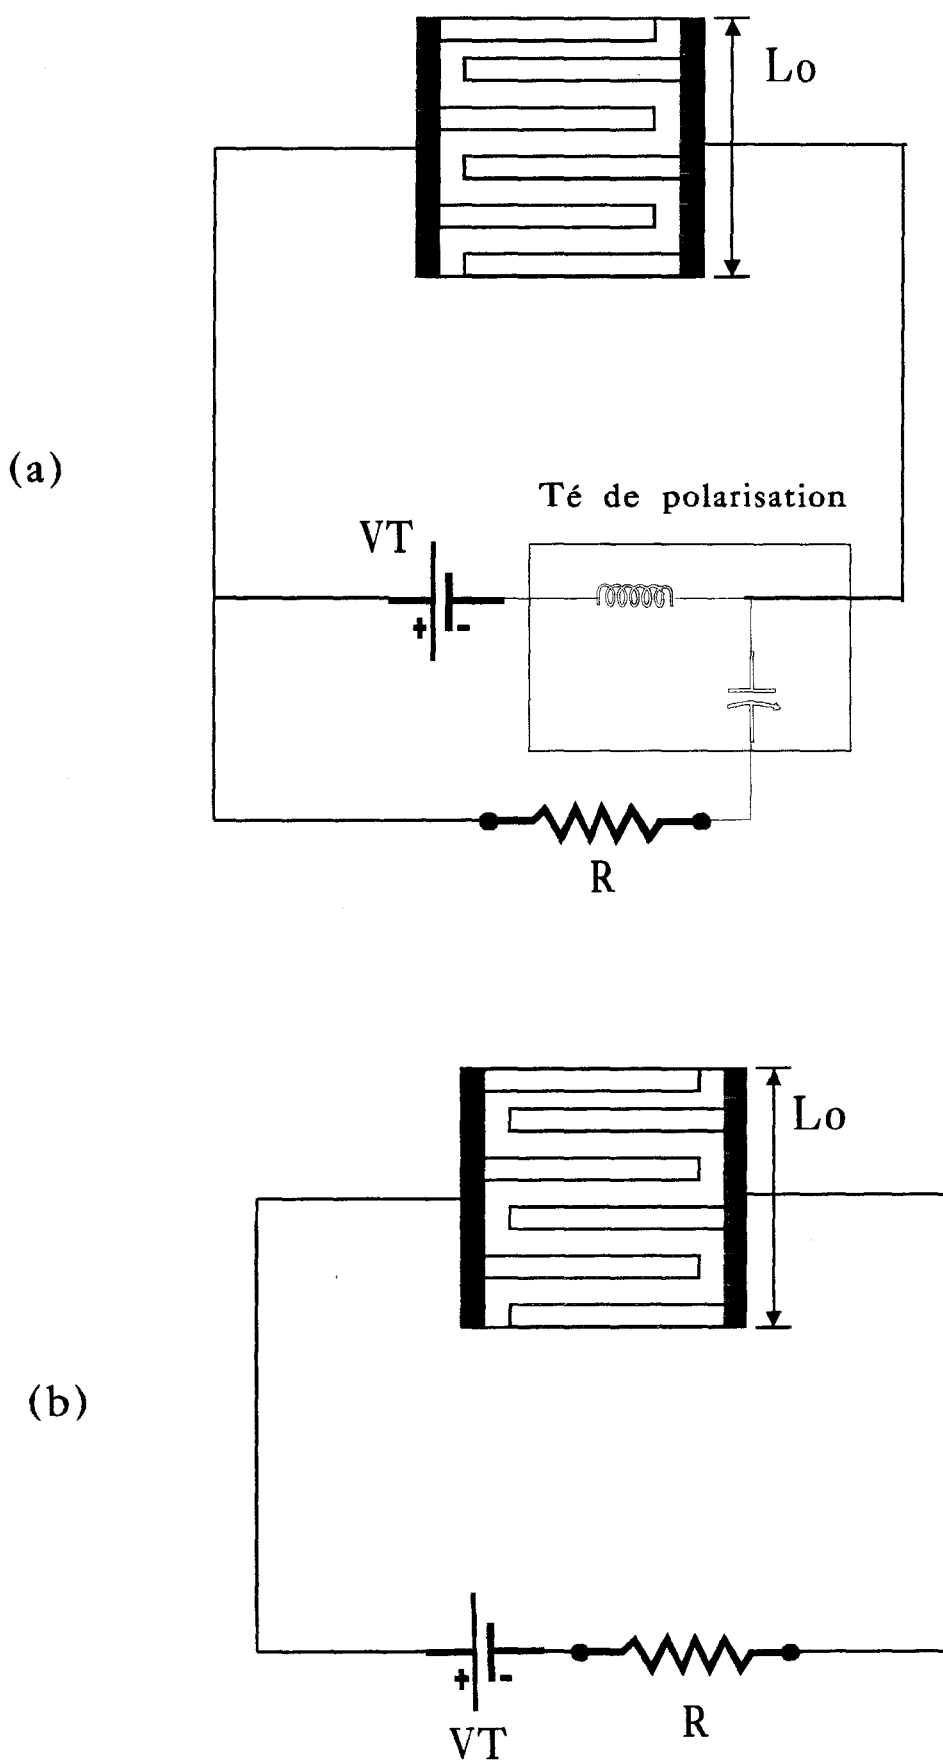 Lo
(a)
Té de polarisation
VT
+ -
R
Lo
(b)
+ -
VT
R